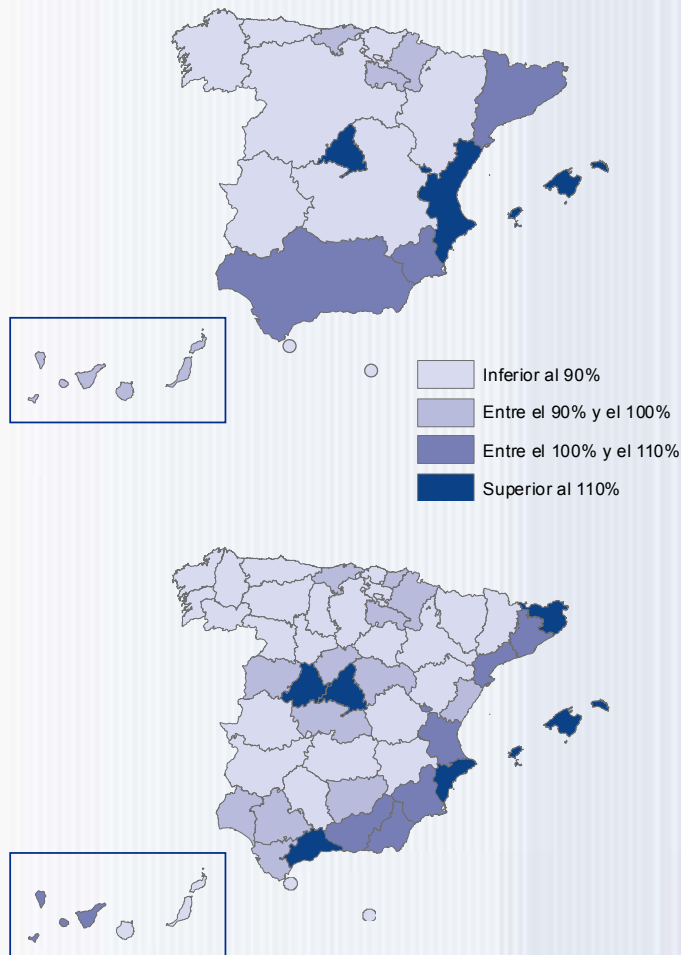 Inferior al 90%
Entre el 90% y el 100%
Entre el 100% y el 110%
Superior al 110%